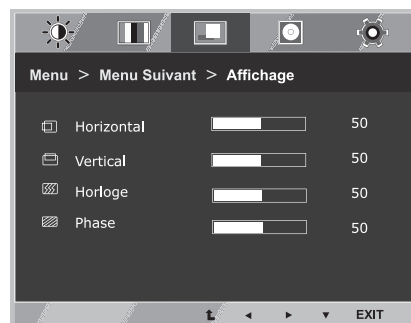 Menu > Menu Suivant > Affichage
Horizontal 50
Vertical 50
Horloge 50
Phase 50
EXIT